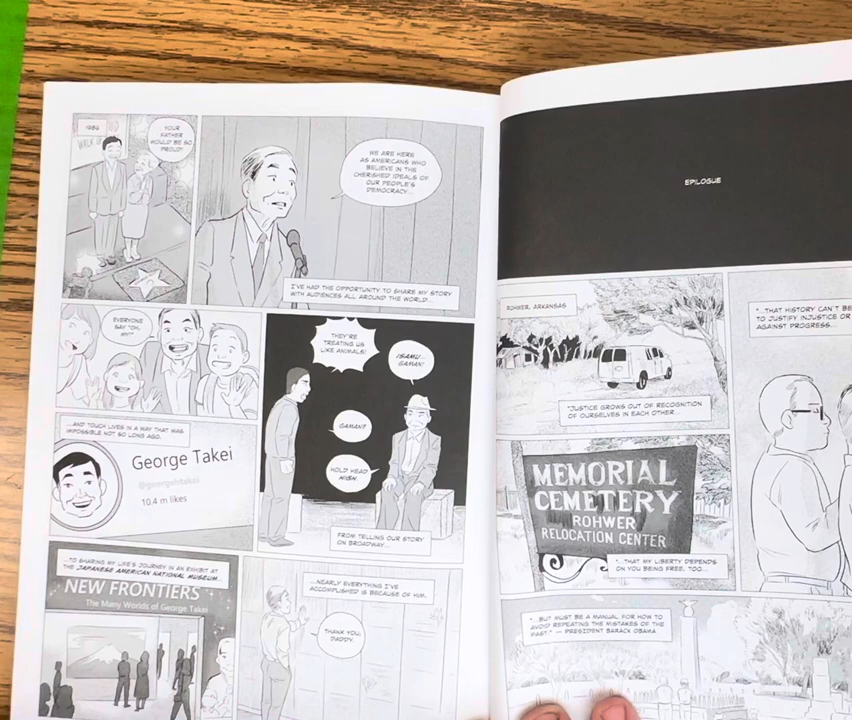 1986
WALK OF
YOUR
FATHER
WOULD BE SO
PROUD!
WE ARE HERE
AS AMERICANS WHO
BELIEVE IN THE
CHERISHED IDEALS OF
OUR PEOPLE'S
DEMOCRACY...
I'VE HAD THE OPPORTUNITY TO SHARE MY STORY
WITH AUDIENCES ALL AROUND THE WORLD...
EVERYONE
SAY "OH,
MY!"
...AND TOUCH LIVES IN A WAY THAT WAS
IMPOSSIBLE NOT SO LONG AGO.
George Takei
@georgehtakei
10.4 m likes
THEY'RE
TREATING US
LIKE ANIMALS!
ISAMU...
GAMAN!
GAMAN?
HOLD HEAD
HIGH.
FROM TELLING OUR STORY
ON BROADWAY...
...TO SHARING MY LIFE'S JOURNEY IN AN EXHIBIT AT
THE JAPANESE AMERICAN NATIONAL MUSEUM...
NEW FRONTIERS
The Many Worlds of George Takei
...NEARLY EVERYTHING I'VE
ACCOMPLISHED IS BECAUSE OF HIM.
THANK YOU,
DADDY.
EPILOGUE
ROHWER, ARKANSAS
"JUSTICE GROWS OUT OF RECOGNITION
OF OURSELVES IN EACH OTHER...
MEMORIAL
CEMETERY
ROHWER
RELOCATION CENTER
"...THAT MY LIBERTY DEPENDS
ON YOU BEING FREE, TOO...
"...THAT HISTORY CAN'T BE
TO JUSTIFY INJUSTICE OR
AGAINST PROGRESS...
"...BUT MUST BE A MANUAL FOR HOW TO
AVOID REPEATING THE MISTAKES OF THE
PAST." — PRESIDENT BARACK OBAMA